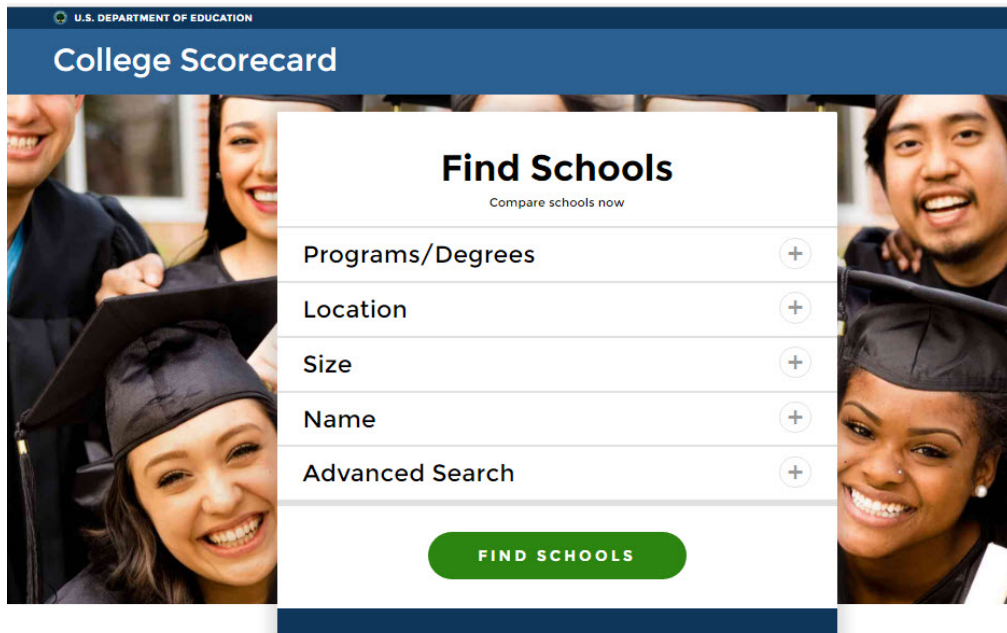 U.S. DEPARTMENT OF EDUCATION
College Scorecard
Find Schools
Compare schools now
Programs/Degrees
Location
Size
Name
Advanced Search
FIND SCHOOLS